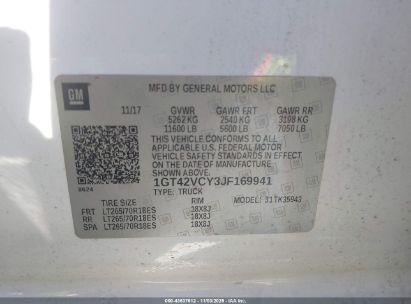 MFD BY GENERAL MOTORS LLC
GM
11/17 GVWR GAWR FRT GAWR RR
5262 KG 2540 KG 3198 KG
11600 LB 5600 LB 7050 LB
THIS VEHICLE CONFORMS TO ALL
APPLICABLE U.S. FEDERAL MOTOR
VEHICLE SAFETY STANDARDS IN EFFECT
ON THE DATE OF MANUFACTURE
SHOWN ABOVE.
1GT42VCY3JF169941
TYPE: TRUCK
TIRE SIZE RIM MODEL:
FRT LT265/70R18ES 18X8J
RR LT265/70R18ES 18X8J
SPA LT265/70R18ES 18X8J